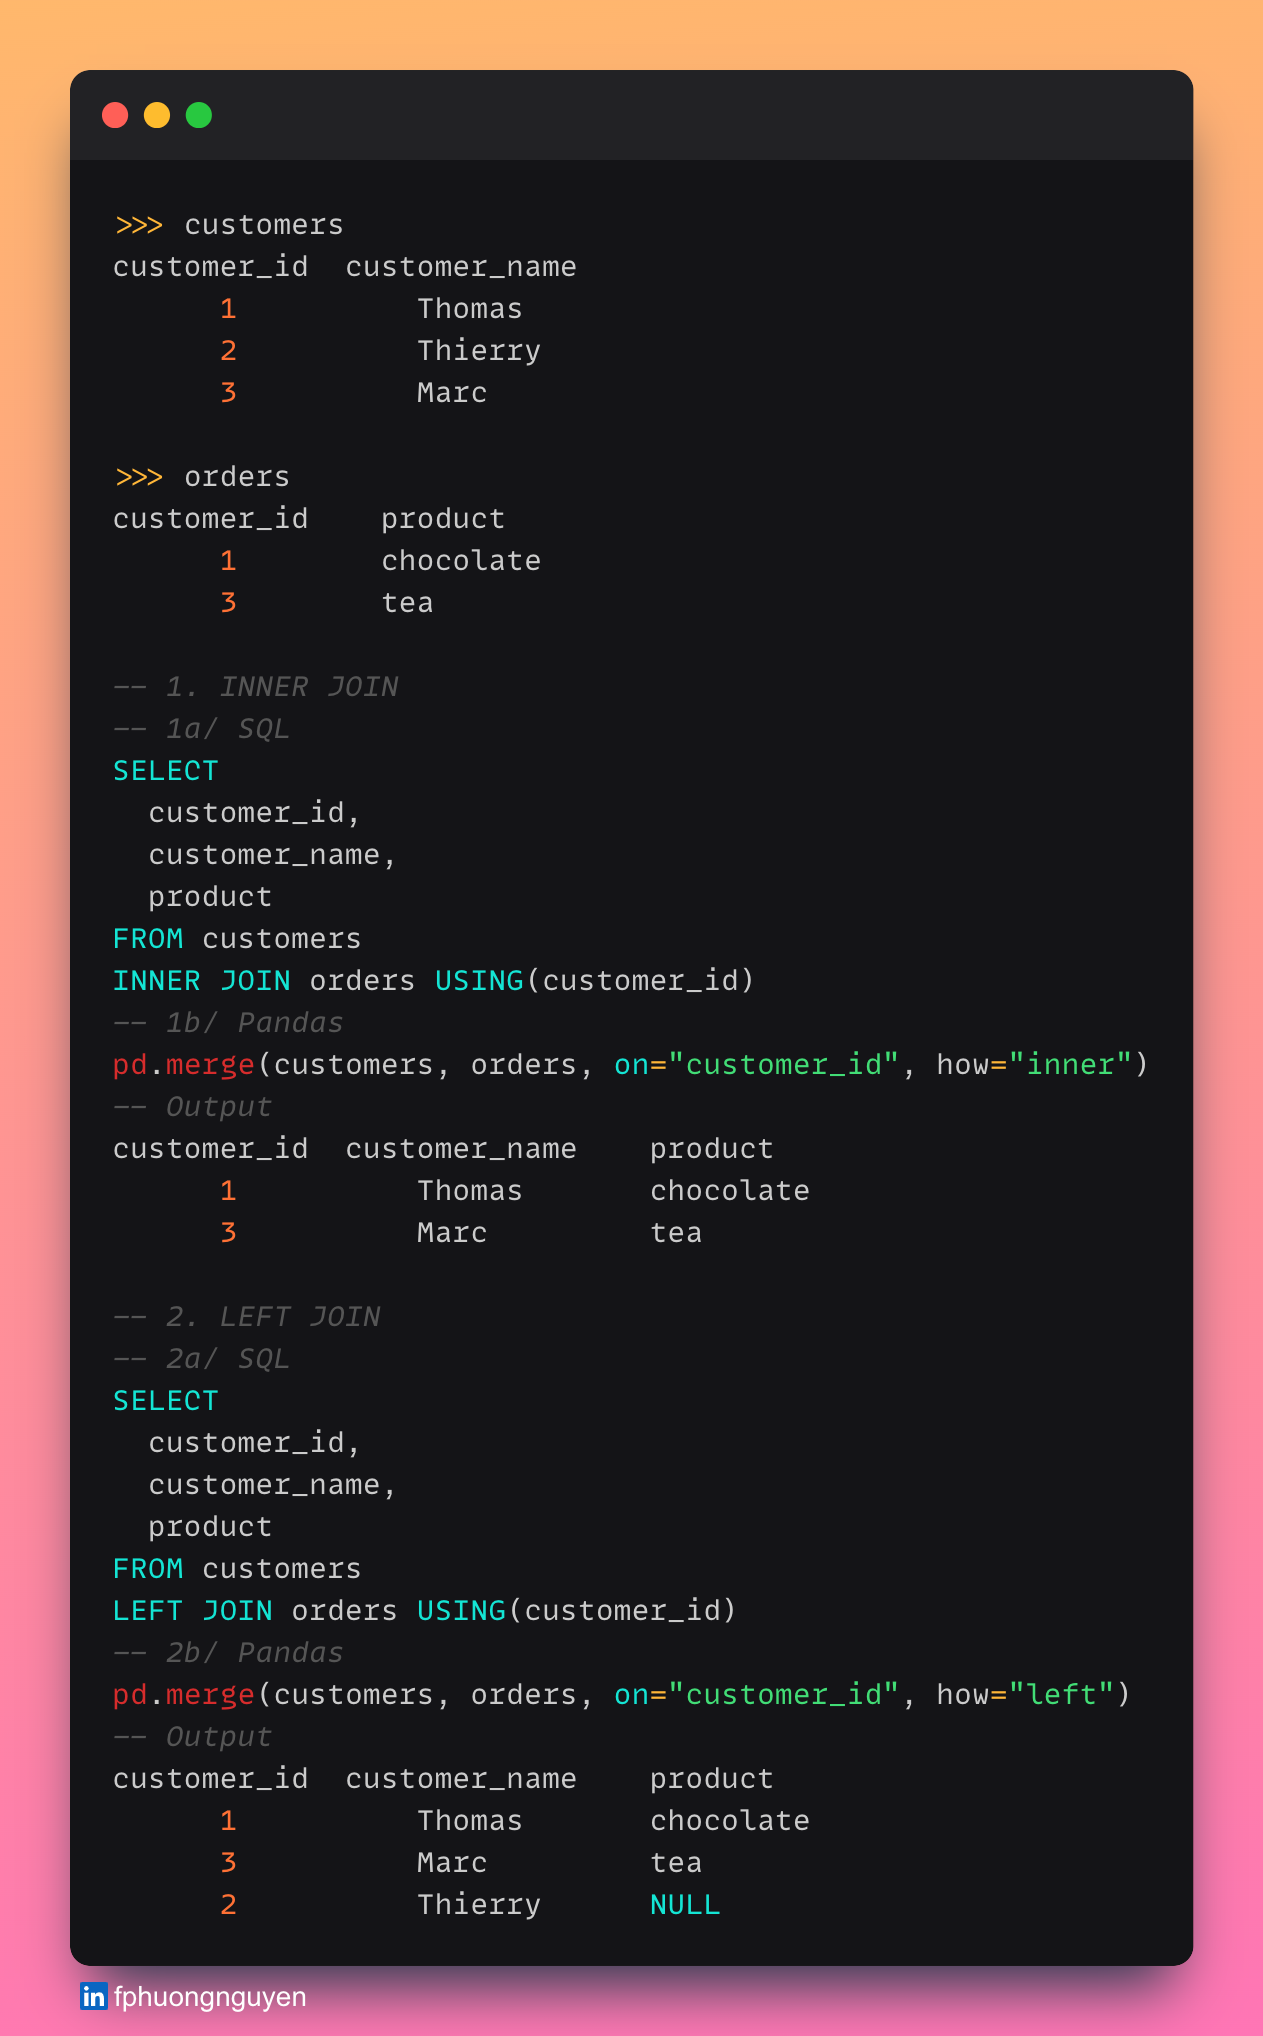 >>> customers
customer_id  customer_name
      1          Thomas
      2          Thierry
      3          Marc
>>> orders
customer_id    product
      1        chocolate
      3        tea
-- 1. INNER JOIN
-- 1a/ SQL
SELECT
  customer_id,
  customer_name,
  product
FROM customers
INNER JOIN orders USING(customer_id)
-- 1b/ Pandas
pd.merge(customers, orders, on="customer_id", how="inner")
-- Output
customer_id  customer_name    product
      1          Thomas       chocolate
      3          Marc         tea
-- 2. LEFT JOIN
-- 2a/ SQL
SELECT
  customer_id,
  customer_name,
  product
FROM customers
LEFT JOIN orders USING(customer_id)
-- 2b/ Pandas
pd.merge(customers, orders, on="customer_id", how="left")
-- Output
customer_id  customer_name    product
      1          Thomas       chocolate
      3          Marc         tea
      2          Thierry      NULL
in fphuongnguyen